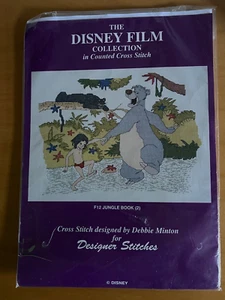 THE
DISNEY FILM
COLLECTION
in Counted Cross Stitch
F12 JUNGLE BOOK (2)
Cross Stitch designed by Debbie Minton
for
Designer Stitches
© DISNEY